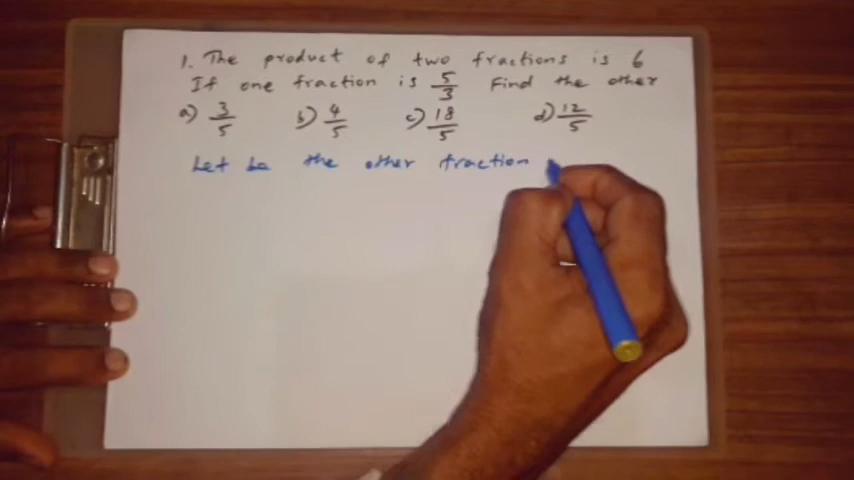 1. The product of two fractions is 6
If one fraction is 5/3 Find the other
a) 3/5 b) 4/5 c) 18/5 d) 12/5
Let be the other fraction